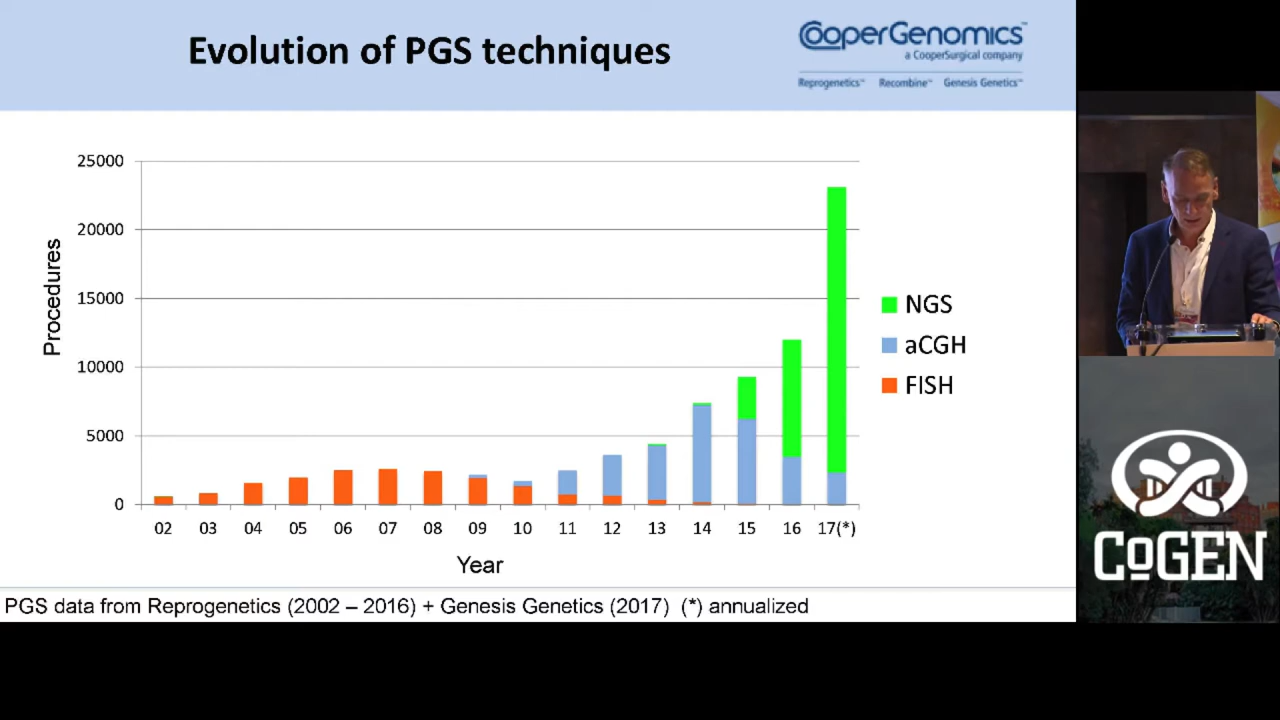 Evolution of PGS techniques
CooperGenomics™
a CooperSurgical company
Reprogenetics™ Recombine™ Genesis Genetics™
25000
20000
15000
10000
5000
0
Procedures
02 03 04 05 06 07 08 09 10 11 12 13 14 15 16 17(*)
Year
NGS
aCGH
FISH
PGS data from Reprogenetics (2002 – 2016) + Genesis Genetics (2017) (*) annualized
CoGEN